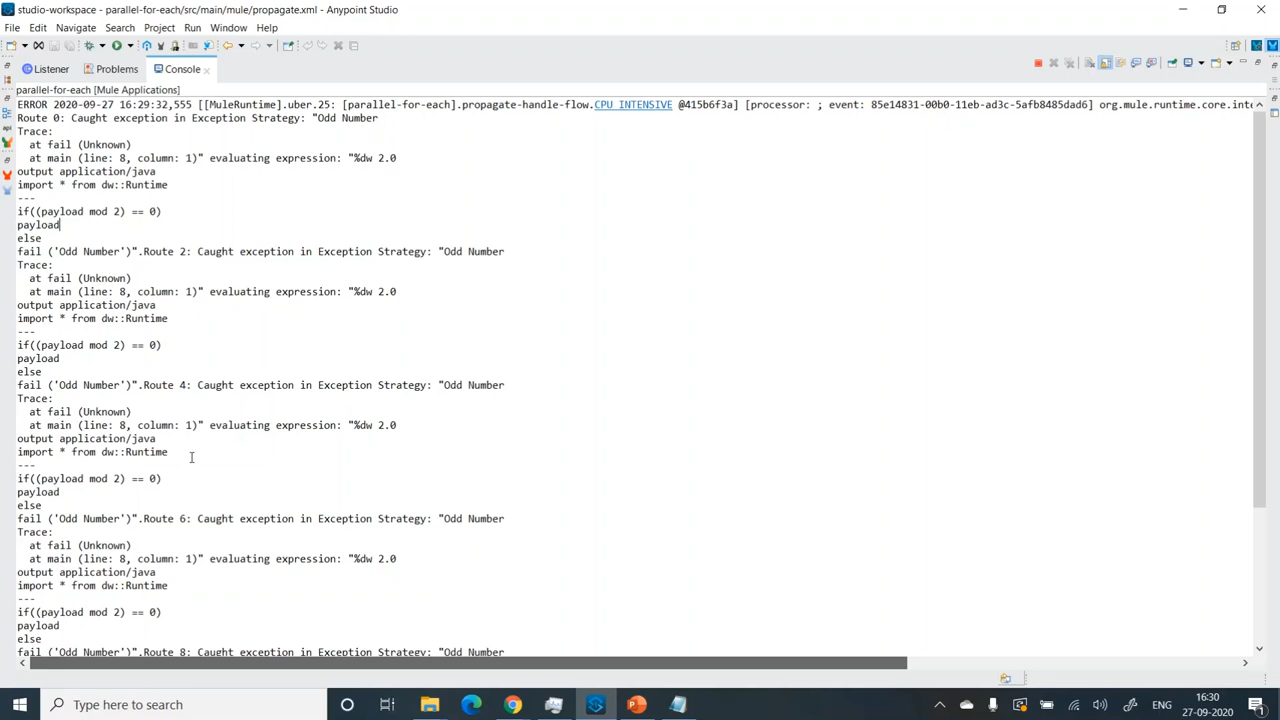 studio-workspace - parallel-for-each/src/main/mule/propagate.xml - Anypoint Studio
File Edit Navigate Search Project Run Window Help
Listener Problems Console
parallel-for-each [Mule Applications]
ERROR 2020-09-27 16:29:32,555 [[MuleRuntime].uber.25: [parallel-for-each].propagate-handle-flow.CPU_INTENSIVE @415b6f3a] [processor: ; event: 85e14831-00b0-11eb-ad3c-5afb8485dad6] org.mule.runtime.core.inte
Route 0: Caught exception in Exception Strategy: "Odd Number
Trace:
at fail (Unknown)
at main (line: 8, column: 1)" evaluating expression: "%dw 2.0
output application/java
import * from dw::Runtime
---
if((payload mod 2) == 0)
payload
else
fail ('Odd Number')".Route 2: Caught exception in Exception Strategy: "Odd Number
Trace:
at fail (Unknown)
at main (line: 8, column: 1)" evaluating expression: "%dw 2.0
output application/java
import * from dw::Runtime
---
if((payload mod 2) == 0)
payload
else
fail ('Odd Number')".Route 4: Caught exception in Exception Strategy: "Odd Number
Trace:
at fail (Unknown)
at main (line: 8, column: 1)" evaluating expression: "%dw 2.0
output application/java
import * from dw::Runtime
---
if((payload mod 2) == 0)
payload
else
fail ('Odd Number')".Route 6: Caught exception in Exception Strategy: "Odd Number
Trace:
at fail (Unknown)
at main (line: 8, column: 1)" evaluating expression: "%dw 2.0
output application/java
import * from dw::Runtime
---
if((payload mod 2) == 0)
payload
else
fail ('Odd Number')".Route 8: Caught exception in Exception Strategy: "Odd Number
Type here to search
ENG
16:30
27-09-2020